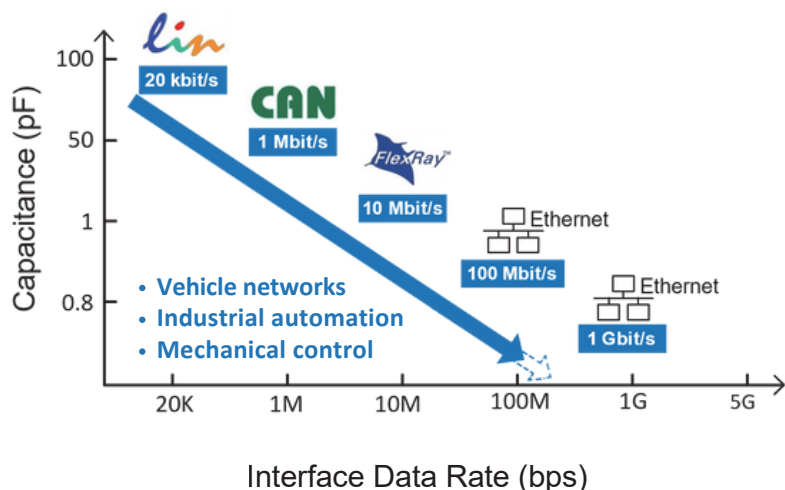 Capacitance (pF)
100
50
1
0.8
lin
20 kbit/s
CAN
1 Mbit/s
FlexRay™
10 Mbit/s
Ethernet
100 Mbit/s
Ethernet
1 Gbit/s
• Vehicle networks
• Industrial automation
• Mechanical control
20K 1M 10M 100M 1G 5G
Interface Data Rate (bps)